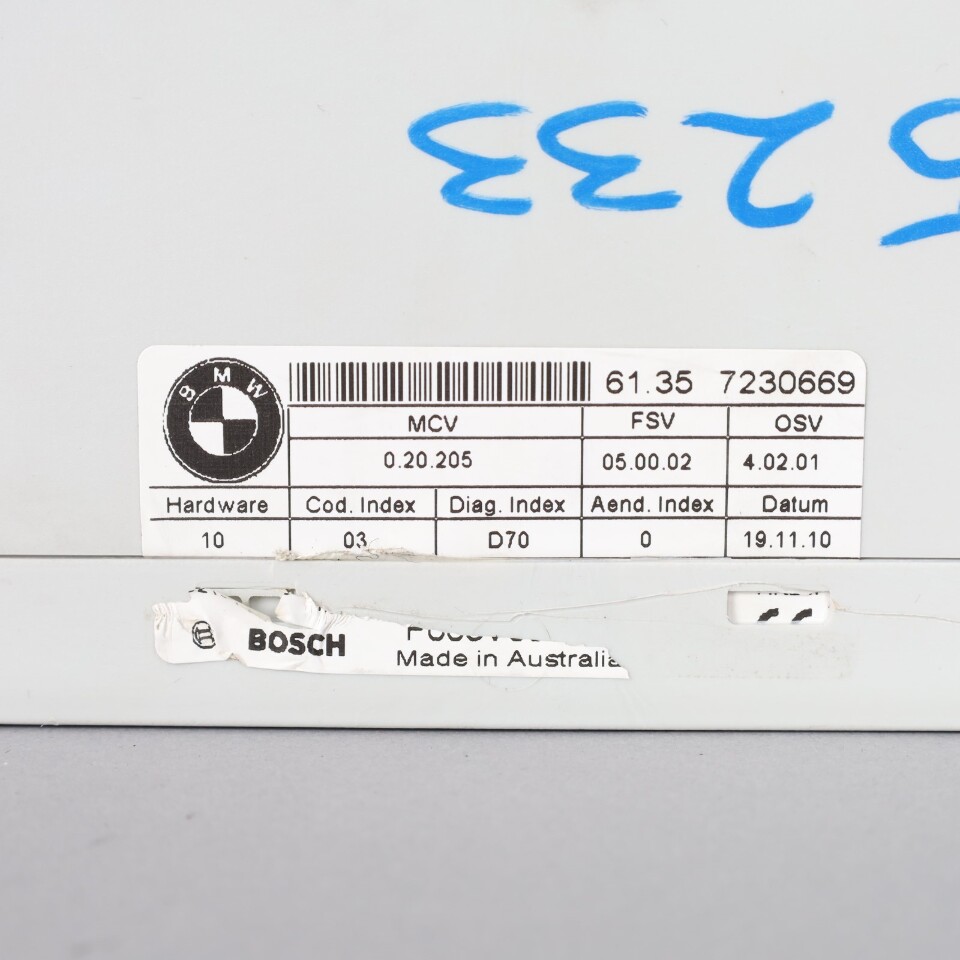 5233
BMW
61.35 7230669
MCV FSV OSV
0.20.205 05.00.02 4.02.01
Hardware Cod. Index Diag. Index Aend. Index Datum
10 03 D70 0 19.11.10
BOSCH
Made in Australia